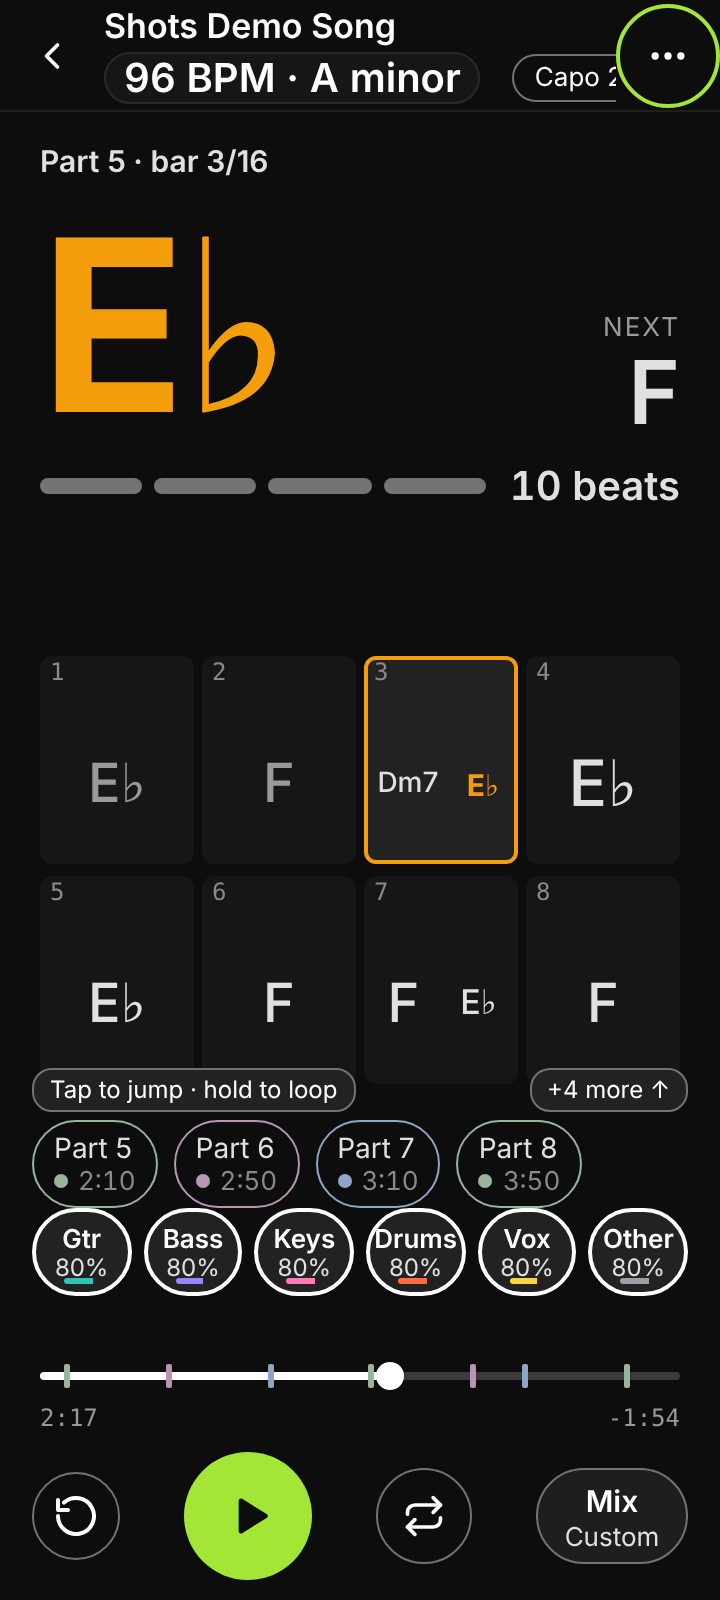 Shots Demo Song
96 BPM · A minor
Capo 2
Part 5 · bar 3/16
E♭
NEXT
F
10 beats
1 2 3 4
E♭ F Dm7 E♭ E♭
5 6 7 8
E♭ F F E♭ F
Tap to jump · hold to loop
+4 more ↑
Part 5 Part 6 Part 7 Part 8
2:10 2:50 3:10 3:50
Gtr Bass Keys Drums Vox Other
80% 80% 80% 80% 80% 80%
2:17 -1:54
Mix
Custom